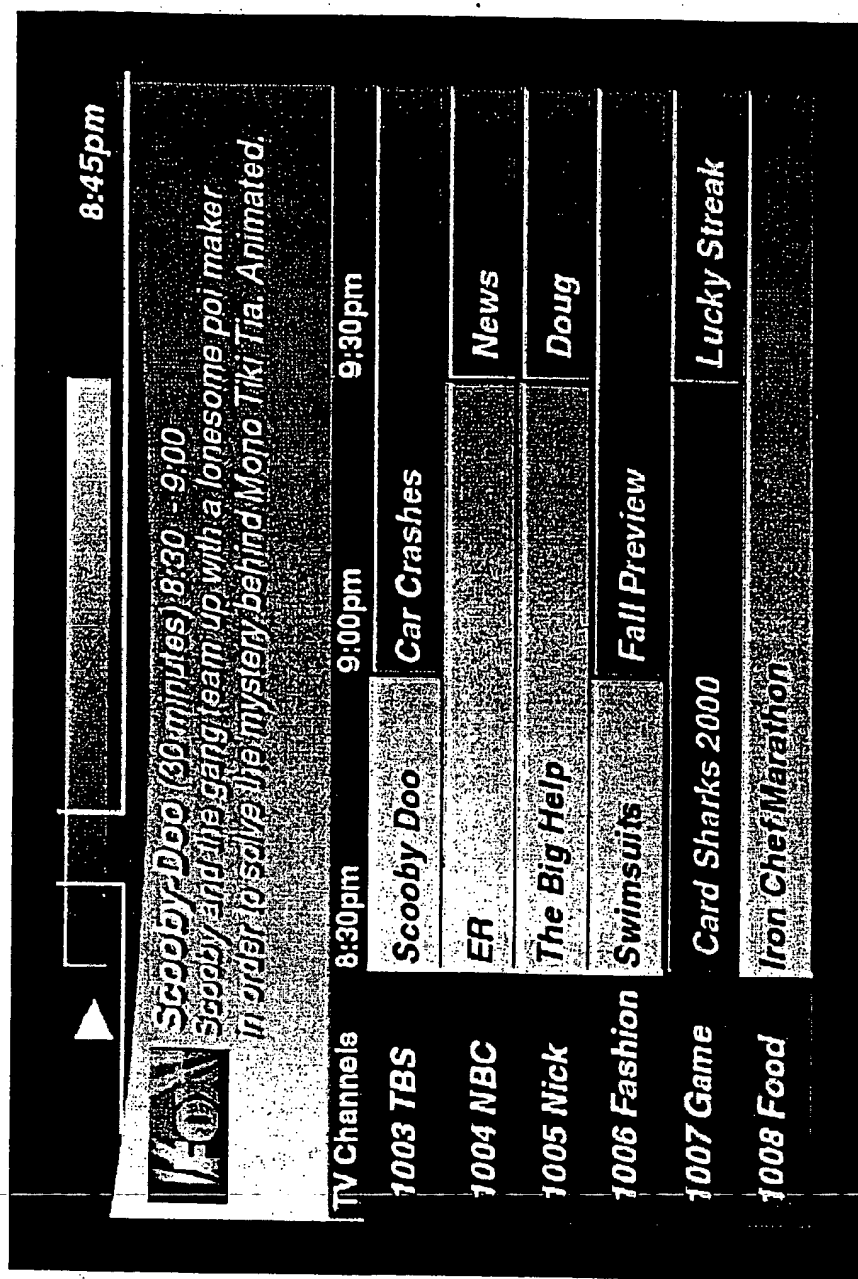 8:45pm
FOX
Scooby Doo (30 minutes) 8:30 - 9:00
Scooby and the gang team up with a lonesome poi maker
in order to solve the mystery behind Mono Tiki Tia. Animated.
TV Channels 8:30pm 9:00pm 9:30pm
1003 TBS Scooby Doo Car Crashes
1004 NBC ER News
1005 Nick The Big Help Doug
1006 Fashion Swimsuits Fall Preview
1007 Game Card Sharks 2000 Lucky Streak
1008 Food Iron Chef Marathon